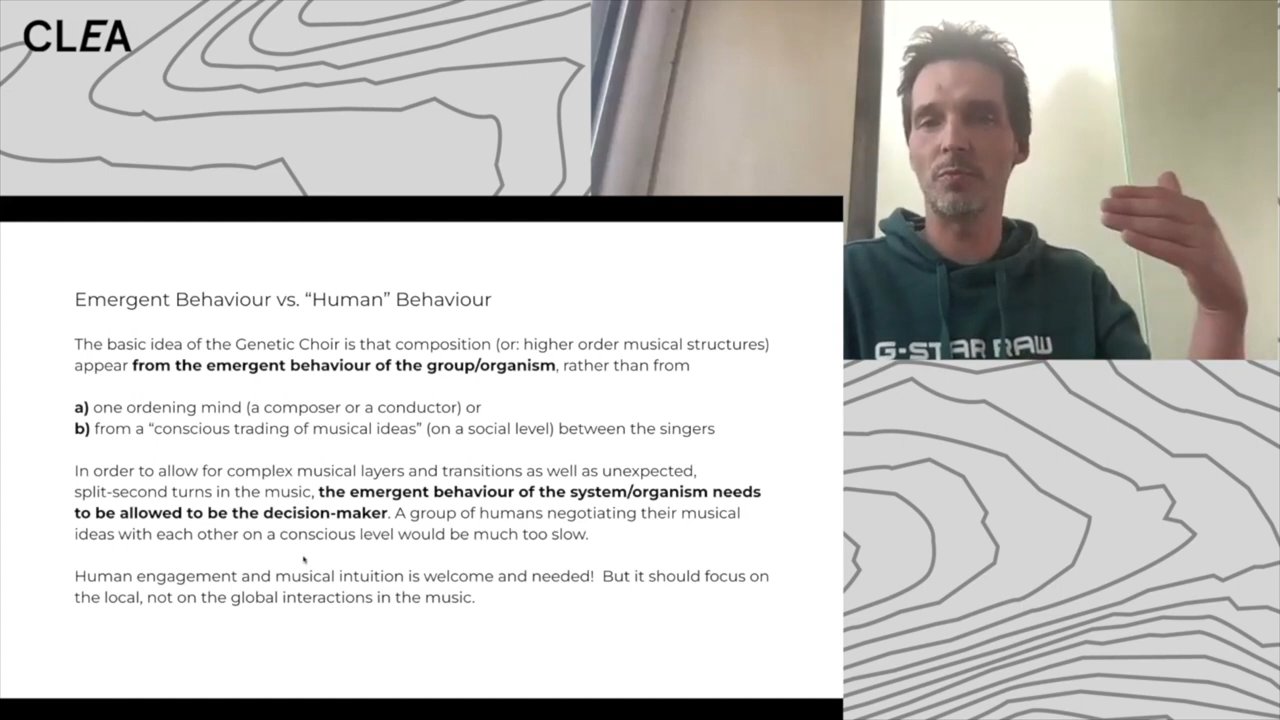 CLEA
G-STAR RAW
Emergent Behaviour vs. “Human” Behaviour
The basic idea of the Genetic Choir is that composition (or: higher order musical structures)
appear from the emergent behaviour of the group/organism, rather than from
a) one ordering mind (a composer or a conductor) or
b) from a “conscious trading of musical ideas” (on a social level) between the singers
In order to allow for complex musical layers and transitions as well as unexpected,
split-second turns in the music, the emergent behaviour of the system/organism needs
to be allowed to be the decision-maker. A group of humans negotiating their musical
ideas with each other on a conscious level would be much too slow.
Human engagement and musical intuition is welcome and needed!  But it should focus on
the local, not on the global interactions in the music.